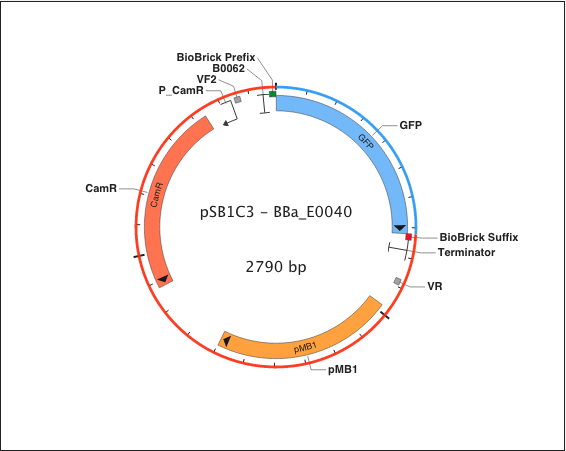 BioBrick Prefix
B0062
VF2
P_CamR
GFP
GFP
CamR
CamR
pSB1C3 - BBa_E0040
BioBrick Suffix
Terminator
2790 bp
VR
pMB1
pMB1